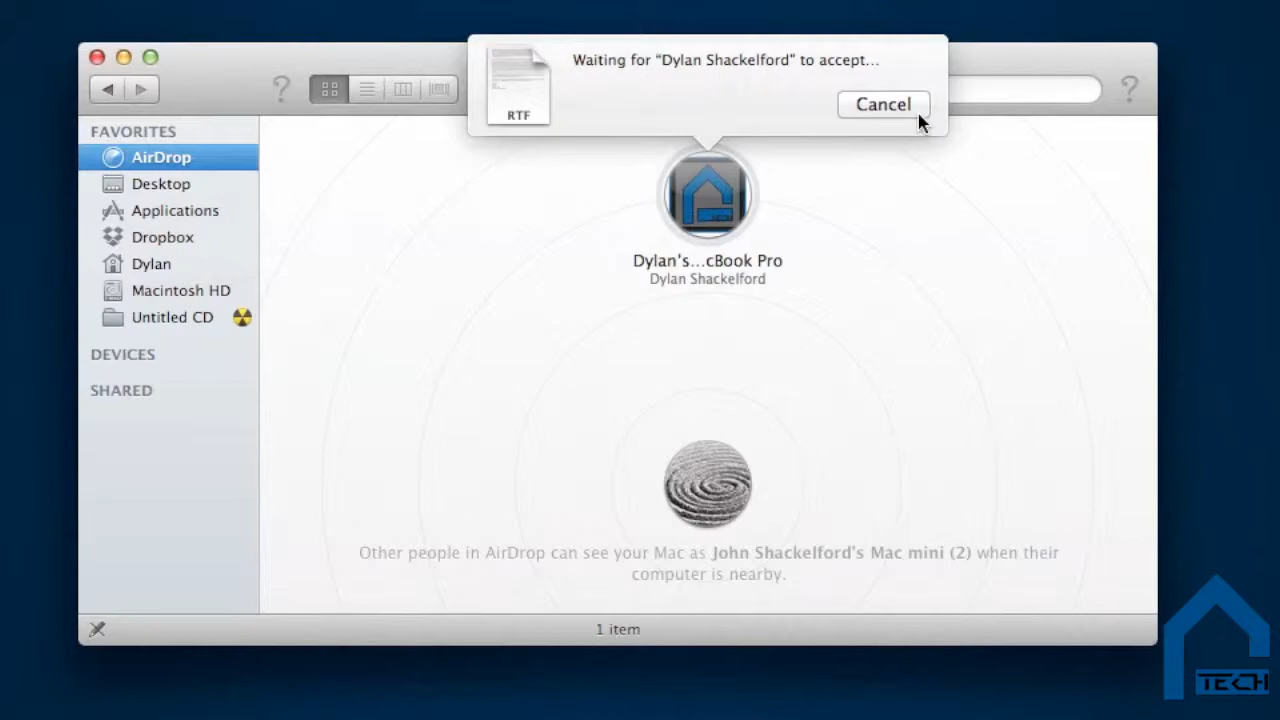 Waiting for “Dylan Shackelford” to accept...
RTF
Cancel
?
?
FAVORITES
AirDrop
Desktop
Applications
Dropbox
Dylan
Macintosh HD
Untitled CD
DEVICES
SHARED
Dylan’s...cBook Pro
Dylan Shackelford
Other people in AirDrop can see your Mac as John Shackelford’s Mac mini (2) when their
computer is nearby.
1 item
TECH